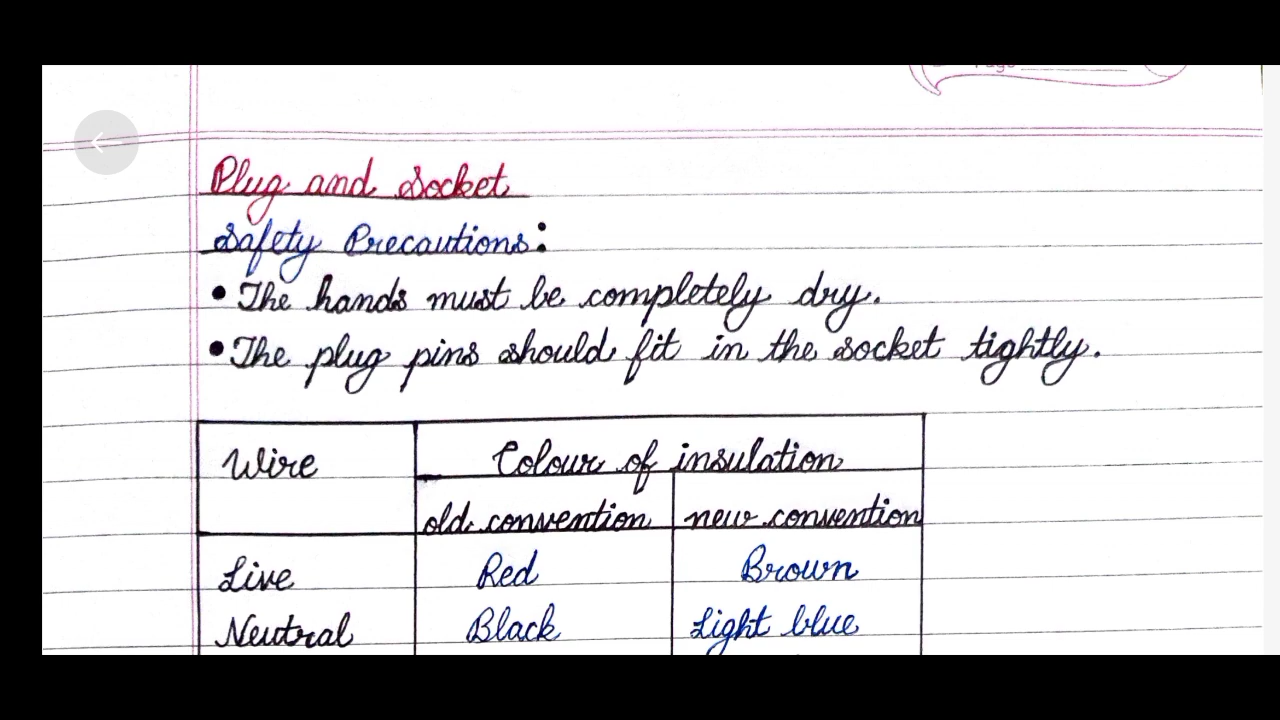 Page
Plug and Socket
Safety Precautions:
• The hands must be completely dry.
• The plug pins should fit in the socket tightly.
Wire Colour of insulation
old convention new convention
Live Red Brown
Neutral Black Light blue